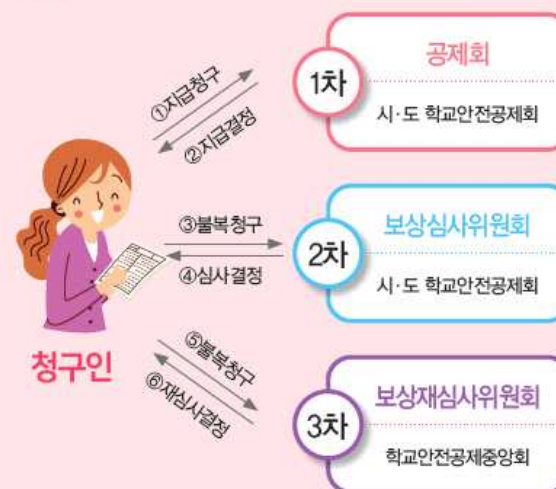 ①지급청구
②지급결정
1차
공제회
시·도 학교안전공제회
③불복청구
④심사결정
2차
보상심사위원회
시·도 학교안전공제회
청구인
⑤불복청구
⑥재심사결정
3차
보상재심사위원회
학교안전공제중앙회